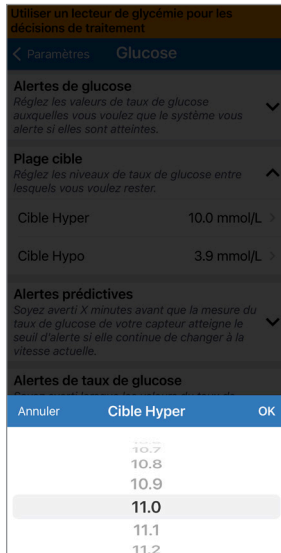 Utiliser un lecteur de glycémie pour les
décisions de traitement
Paramètres Glucose
Alertes de glucose
Réglez les valeurs de taux de glucose
auxquelles vous voulez que le système vous
alerte si elles sont atteintes.
Plage cible
Réglez les niveaux de taux de glucose entre
lesquels vous voulez rester.
Cible Hyper 10.0 mmol/L
Cible Hypo 3.9 mmol/L
Alertes prédictives
Soyez averti X minutes avant que la mesure du
taux de glucose de votre capteur atteigne le
seuil d'alerte si elle continue de changer à la
vitesse actuelle.
Alertes de taux de glucose
Annuler Cible Hyper OK
10.7
10.8
10.9
11.0
11.1
11.2